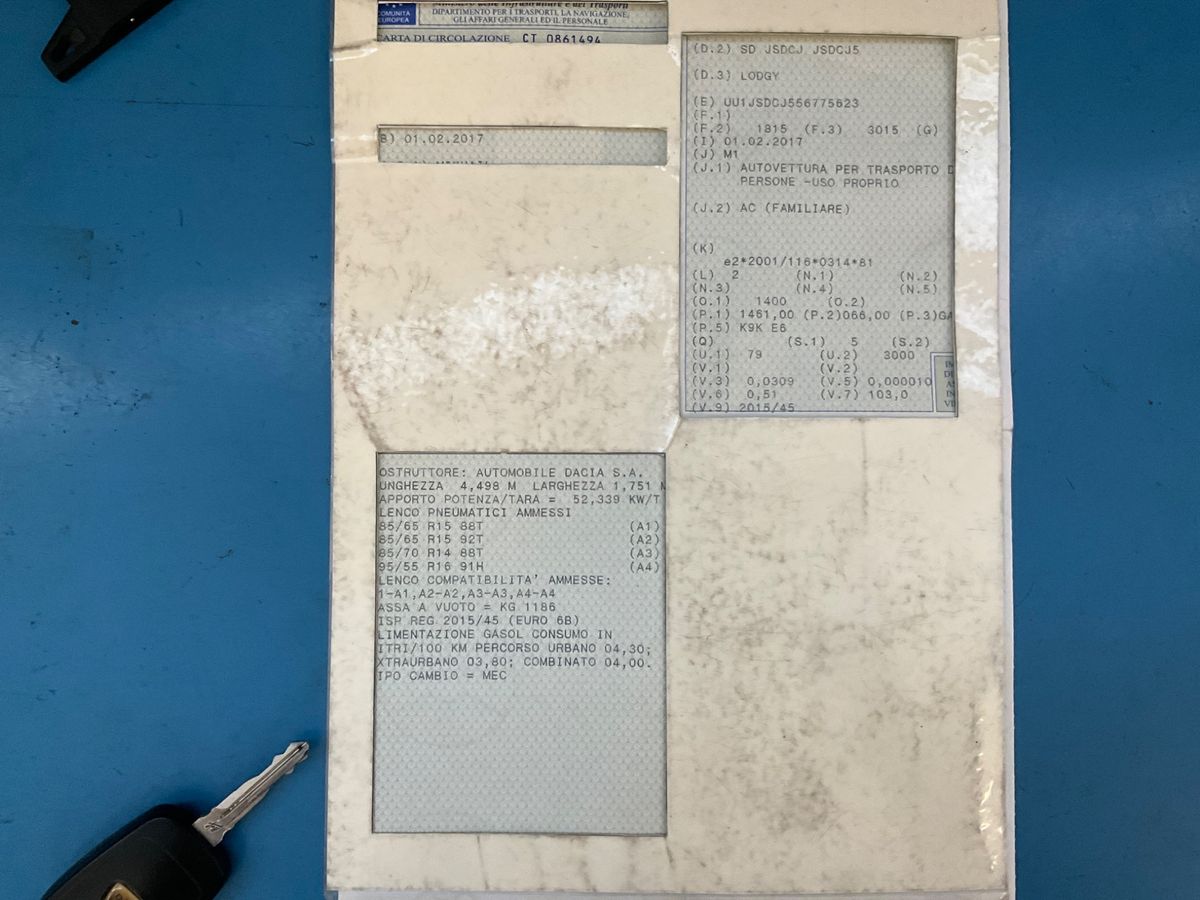 COMUNITÀ
EUROPEA
Ministero delle Infrastrutture e dei Trasporti
DIPARTIMENTO PER I TRASPORTI, LA NAVIGAZIONE,
GLI AFFARI GENERALI ED IL PERSONALE
CARTA DI CIRCOLAZIONE CT 0861494
B) 01.02.2017
OSTRUTTORE: AUTOMOBILE DACIA S.A.
UNGHEZZA 4,498 M LARGHEZZA 1,751 M
APPORTO POTENZA/TARA = 52,339 KW/T
LENCO PNEUMATICI AMMESSI
85/65 R15 88T (A1)
85/65 R15 92T (A2)
85/70 R14 88T (A3)
95/55 R16 91H (A4)
LENCO COMPATIBILITA' AMMESSE:
1-A1,A2-A2,A3-A3,A4-A4
ASSA A VUOTO = KG 1186
ISP REG 2015/45 (EURO 6B)
LIMENTAZIONE GASOL CONSUMO IN
ITRI/100 KM PERCORSO URBANO 04,30;
XTRAURBANO 03,80; COMBINATO 04,00.
IPO CAMBIO = MEC
(D.2) SD JSDCJ JSDCJ5
(D.3) LODGY
(E) UU1JSDCJ556775623
(F.1)
(F.2) 1815 (F.3) 3015 (G)
(I) 01.02.2017
(J) M1
(J.1) AUTOVETTURA PER TRASPORTO D
PERSONE -USO PROPRIO
(J.2) AC (FAMILIARE)
(K)
e2*2001/116*0314*81
(L) 2 (N.1) (N.2)
(N.3) (N.4) (N.5)
(O.1) 1400 (O.2)
(P.1) 1461,00 (P.2)066,00 (P.3)GA
(P.5) K9K E6
(Q) (S.1) 5 (S.2)
(U.1) 79 (U.2) 3000
(V.1) (V.2)
(V.3) 0,0309 (V.5) 0,000010
(V.6) 0,51 (V.7) 103,0
(V.9) 2015/45